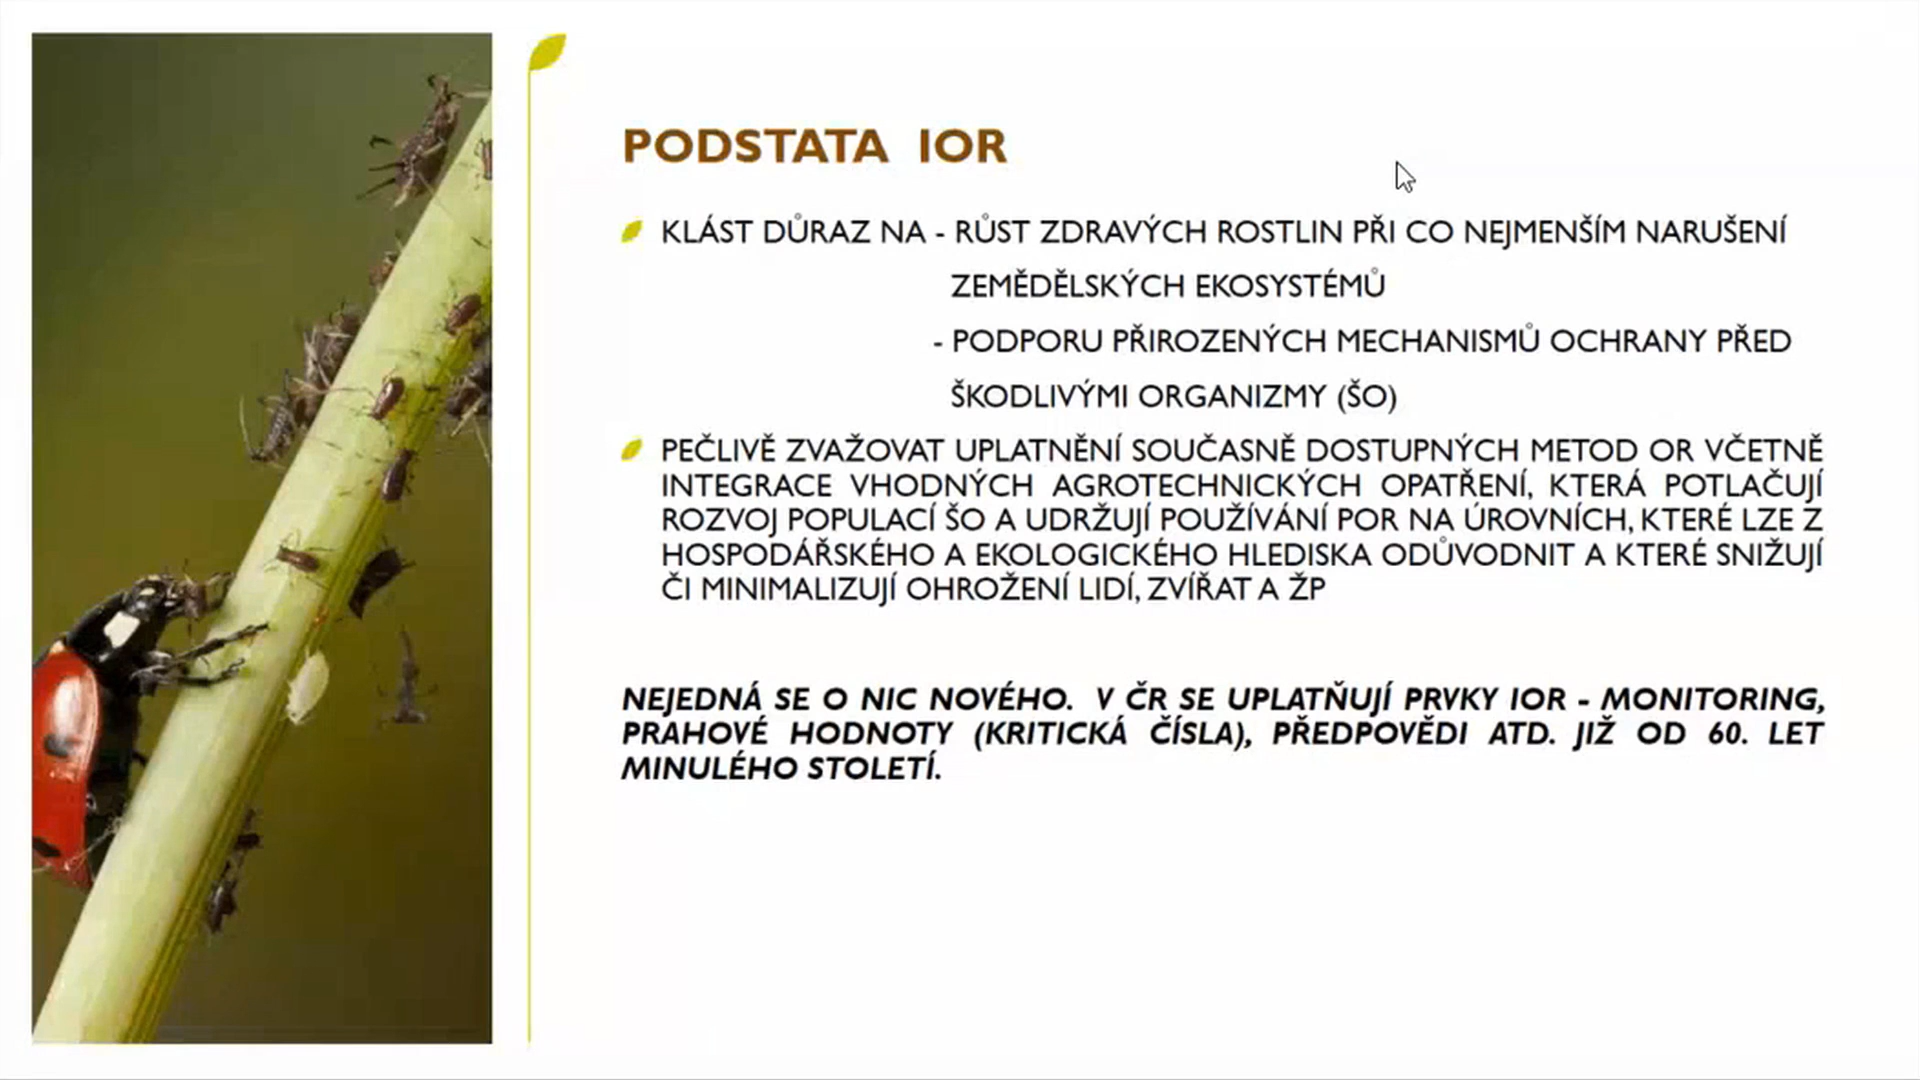 PODSTATA IOR
KLÁST DŮRAZ NA - RŮST ZDRAVÝCH ROSTLIN PŘI CO NEJMENŠÍM NARUŠENÍ
ZEMĚDĚLSKÝCH EKOSYSTÉMŮ
- PODPORU PŘIROZENÝCH MECHANISMŮ OCHRANY PŘED
ŠKODLIVÝMI ORGANIZMY (ŠO)
PEČLIVĚ ZVAŽOVAT UPLATNĚNÍ SOUČASNĚ DOSTUPNÝCH METOD OR VČETNĚ
INTEGRACE VHODNÝCH AGROTECHNICKÝCH OPATŘENÍ, KTERÁ POTLAČUJÍ
ROZVOJ POPULACÍ ŠO A UDRŽUJÍ POUŽÍVÁNÍ POR NA ÚROVNÍCH, KTERÉ LZE Z
HOSPODÁŘSKÉHO A EKOLOGICKÉHO HLEDISKA ODŮVODNIT A KTERÉ SNIŽUJÍ
ČI MINIMALIZUJÍ OHROŽENÍ LIDÍ, ZVÍŘAT A ŽP
NEJEDNÁ SE O NIC NOVÉHO. V ČR SE UPLATŇUJÍ PRVKY IOR - MONITORING,
PRAHOVÉ HODNOTY (KRITICKÁ ČÍSLA), PŘEDPOVĚDI ATD. JIŽ OD 60. LET
MINULÉHO STOLETÍ.